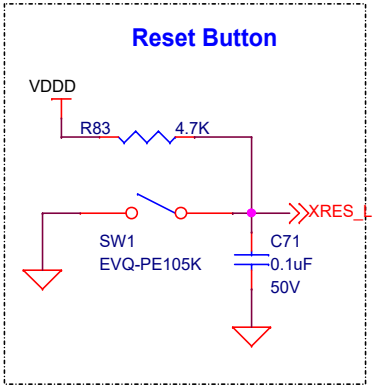 Reset Button
VDDD
R83 4.7K
XRES_L
SW1
EVQ-PE105K
C71
0.1uF
50V